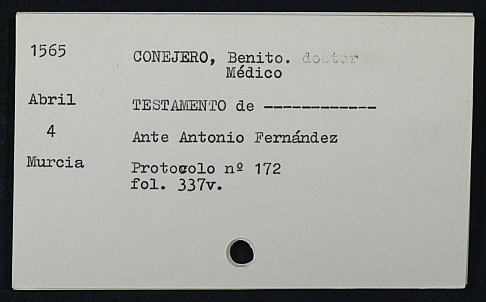 1565 CONEJERO, Benito. doctor
Médico
Abril TESTAMENTO de ------------
4 Ante Antonio Fernández
Murcia Protocolo nº 172
fol. 337v.